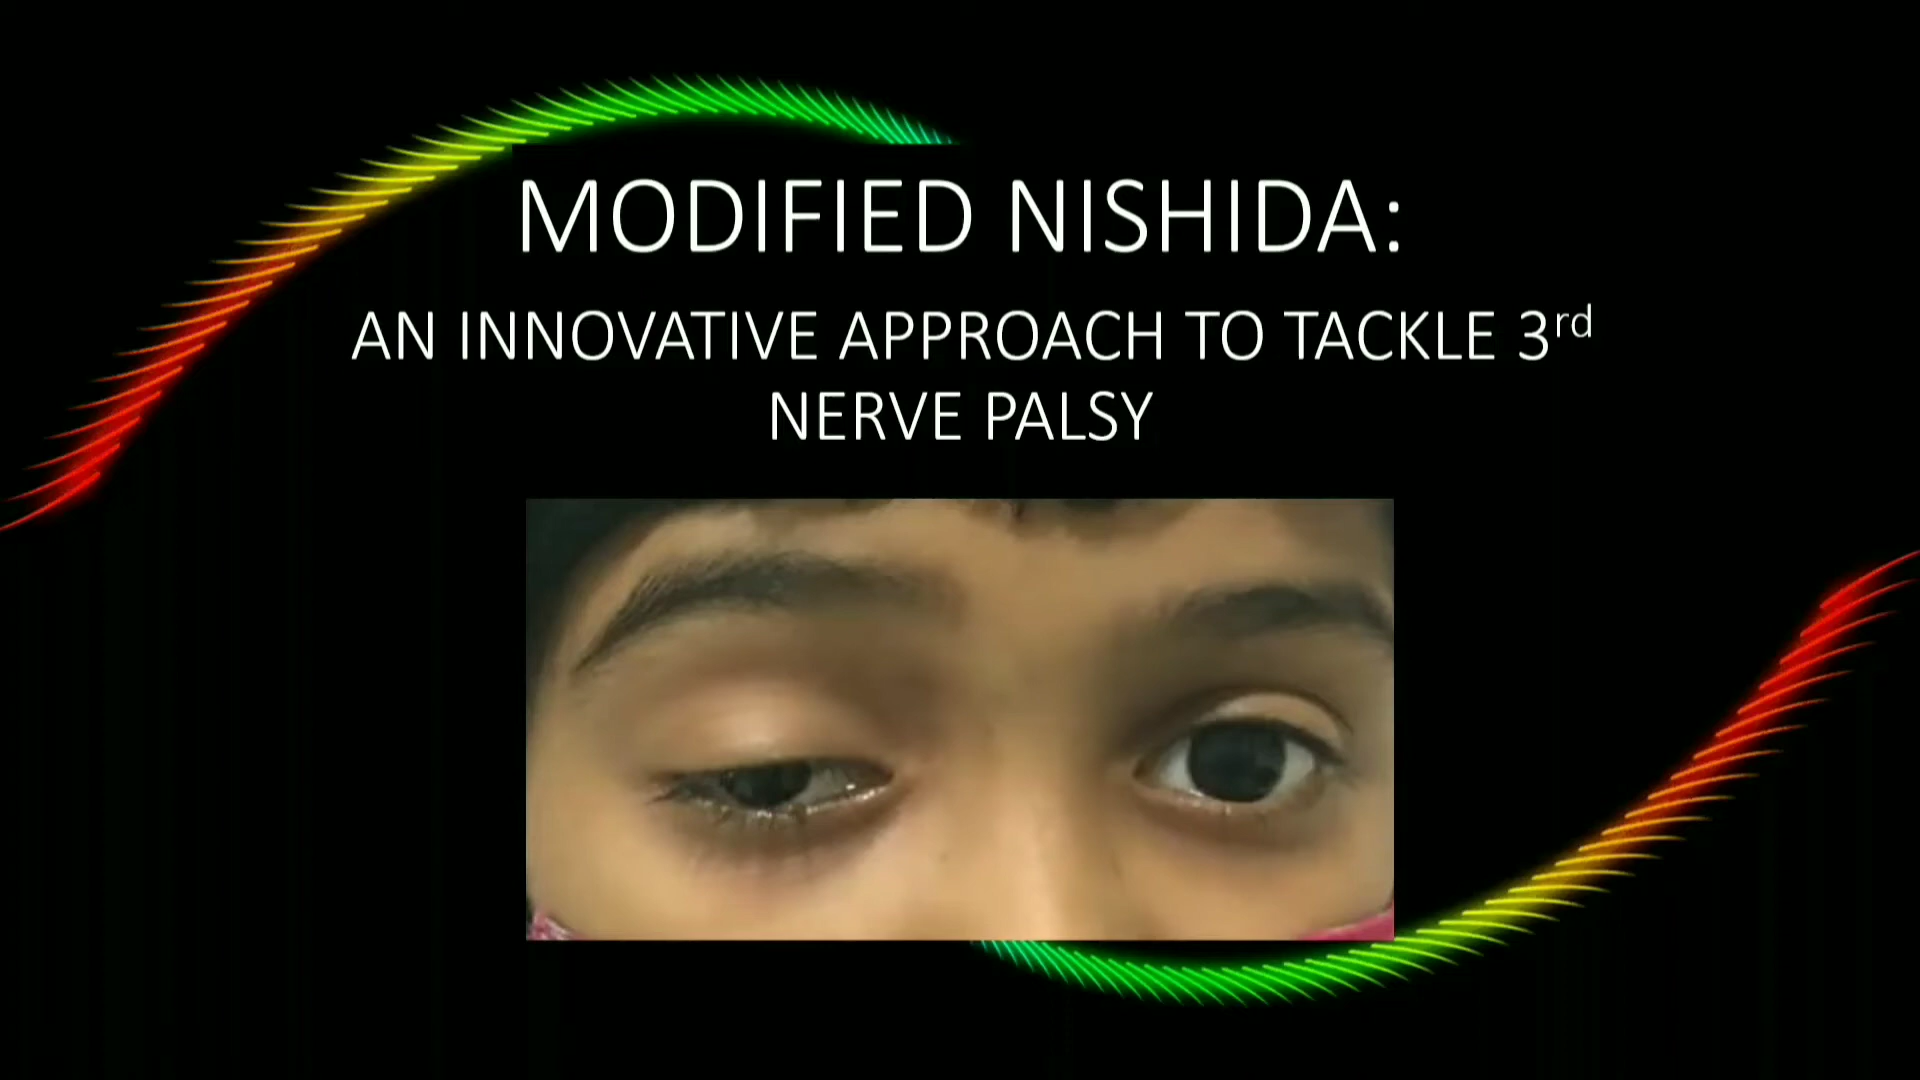 MODIFIED NISHIDA:
AN INNOVATIVE APPROACH TO TACKLE 3rd
NERVE PALSY